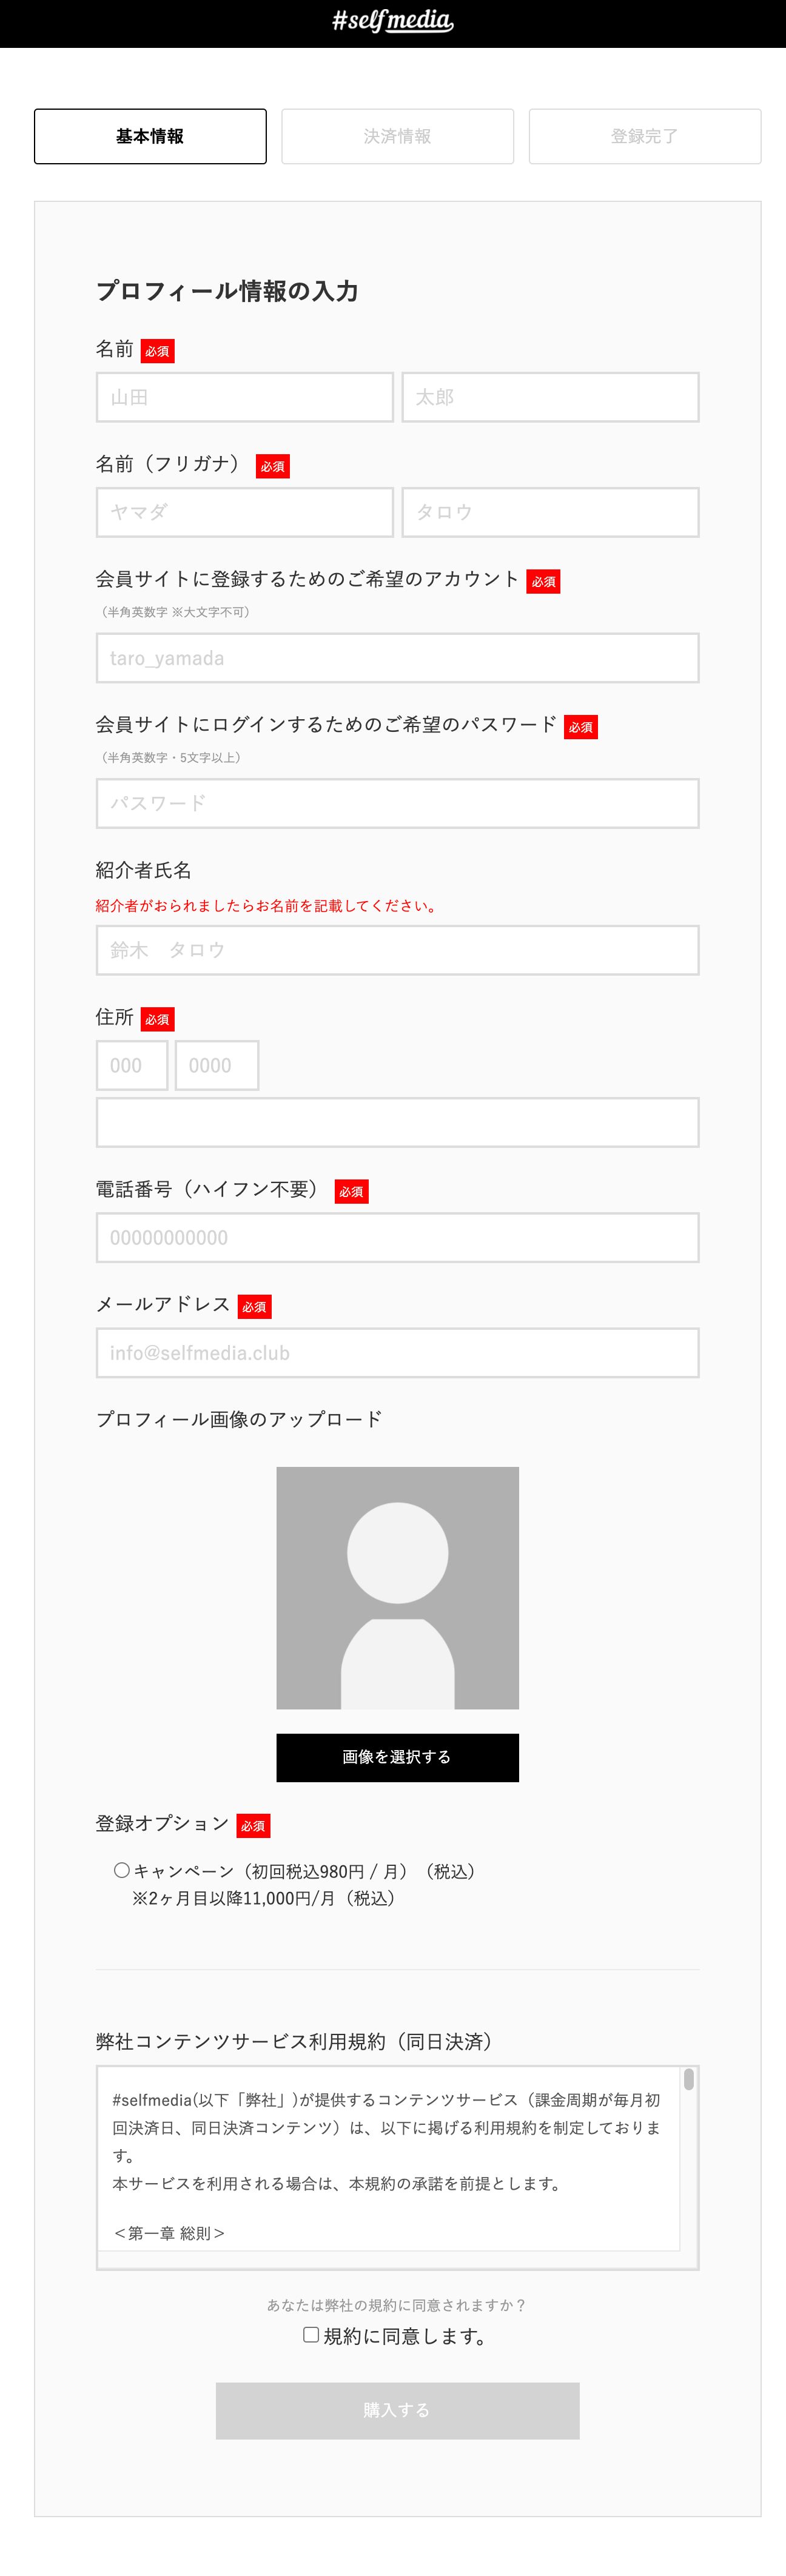 #selfmedia
基本情報
決済情報
登録完了
プロフィール情報の入力
名前 必須
山田 太郎
名前（フリガナ） 必須
ヤマダ タロウ
会員サイトに登録するためのご希望のアカウント 必須
（半角英数字 ※大文字不可）
taro_yamada
会員サイトにログインするためのご希望のパスワード 必須
（半角英数字・5文字以上）
パスワード
紹介者氏名
紹介者がおられましたらお名前を記載してください。
鈴木　タロウ
住所 必須
000 0000
電話番号（ハイフン不要） 必須
00000000000
メールアドレス 必須
info@selfmedia.club
プロフィール画像のアップロード
画像を選択する
登録オプション 必須
キャンペーン（初回税込980円 / 月）（税込）
※2ヶ月目以降11,000円/月（税込）
弊社コンテンツサービス利用規約（同日決済）
#selfmedia(以下「弊社」)が提供するコンテンツサービス（課金周期が毎月初
回決済日、同日決済コンテンツ）は、以下に掲げる利用規約を制定しておりま
す。
本サービスを利用される場合は、本規約の承諾を前提とします。
＜第一章 総則＞
あなたは弊社の規約に同意されますか？
規約に同意します。
購入する